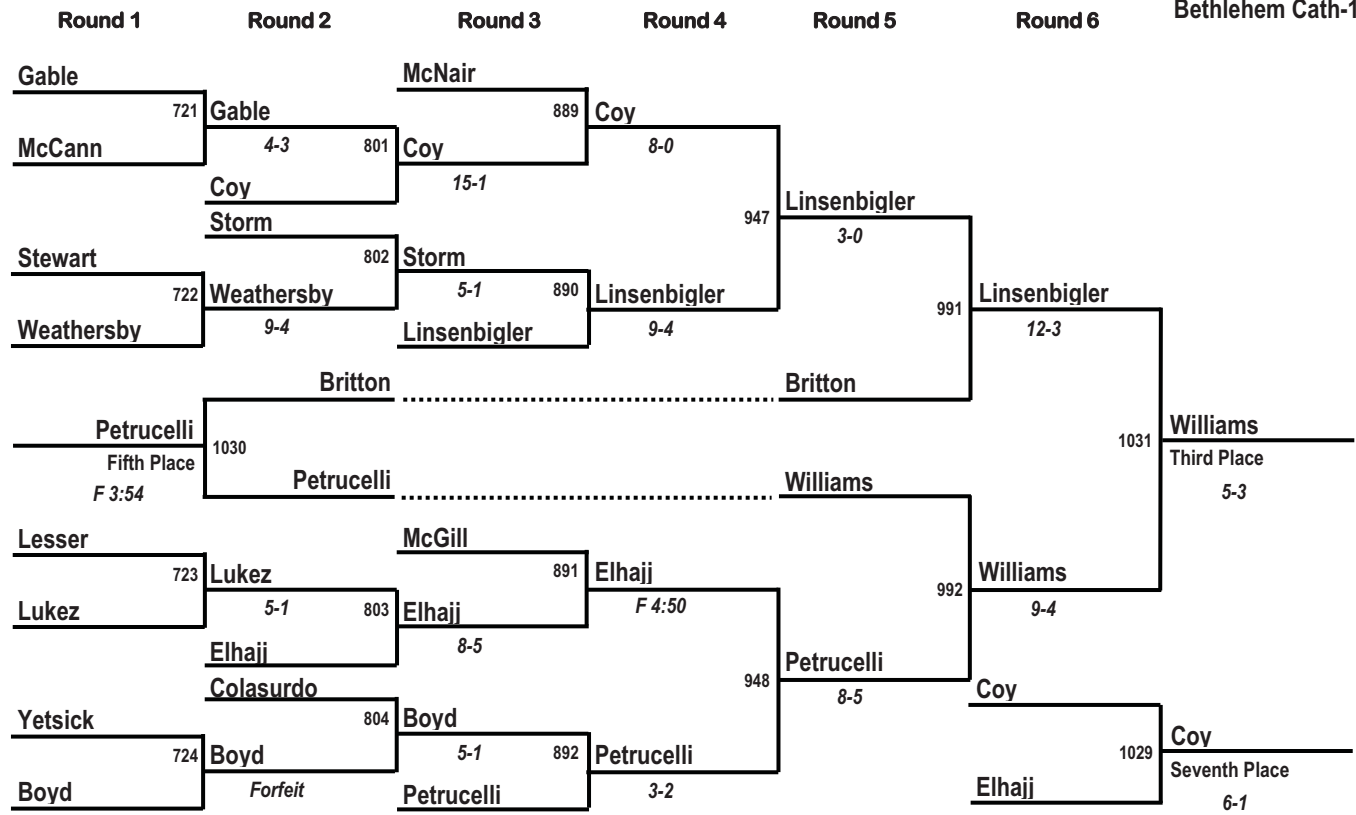 Bethlehem Cath-1
Round 1 Round 2 Round 3 Round 4 Round 5 Round 6
Gable
McNair
721
Gable
889
Coy
McCann
4-3
801
Coy
8-0
Coy
15-1
Storm
947
Linsenbigler
3-0
Stewart
802
Storm
722
Weathersby
5-1
890
Linsenbigler
991
Linsenbigler
Weathersby
9-4
Linsenbigler
9-4
12-3
Britton
Britton
Petrucelli
1030
1031
Williams
Fifth Place
Third Place
F 3:54
Petrucelli
Williams
5-3
Lesser
McGill
723
Lukez
891
Elhajj
992
Williams
Lukez
5-1
803
Elhajj
F 4:50
9-4
Elhajj
8-5
Colasurdo
948
Petrucelli
8-5
Coy
Yetsick
804
Boyd
724
Boyd
5-1
892
Petrucelli
1029
Coy
Seventh Place
Boyd
Forfeit
Petrucelli
3-2
Elhajj
6-1